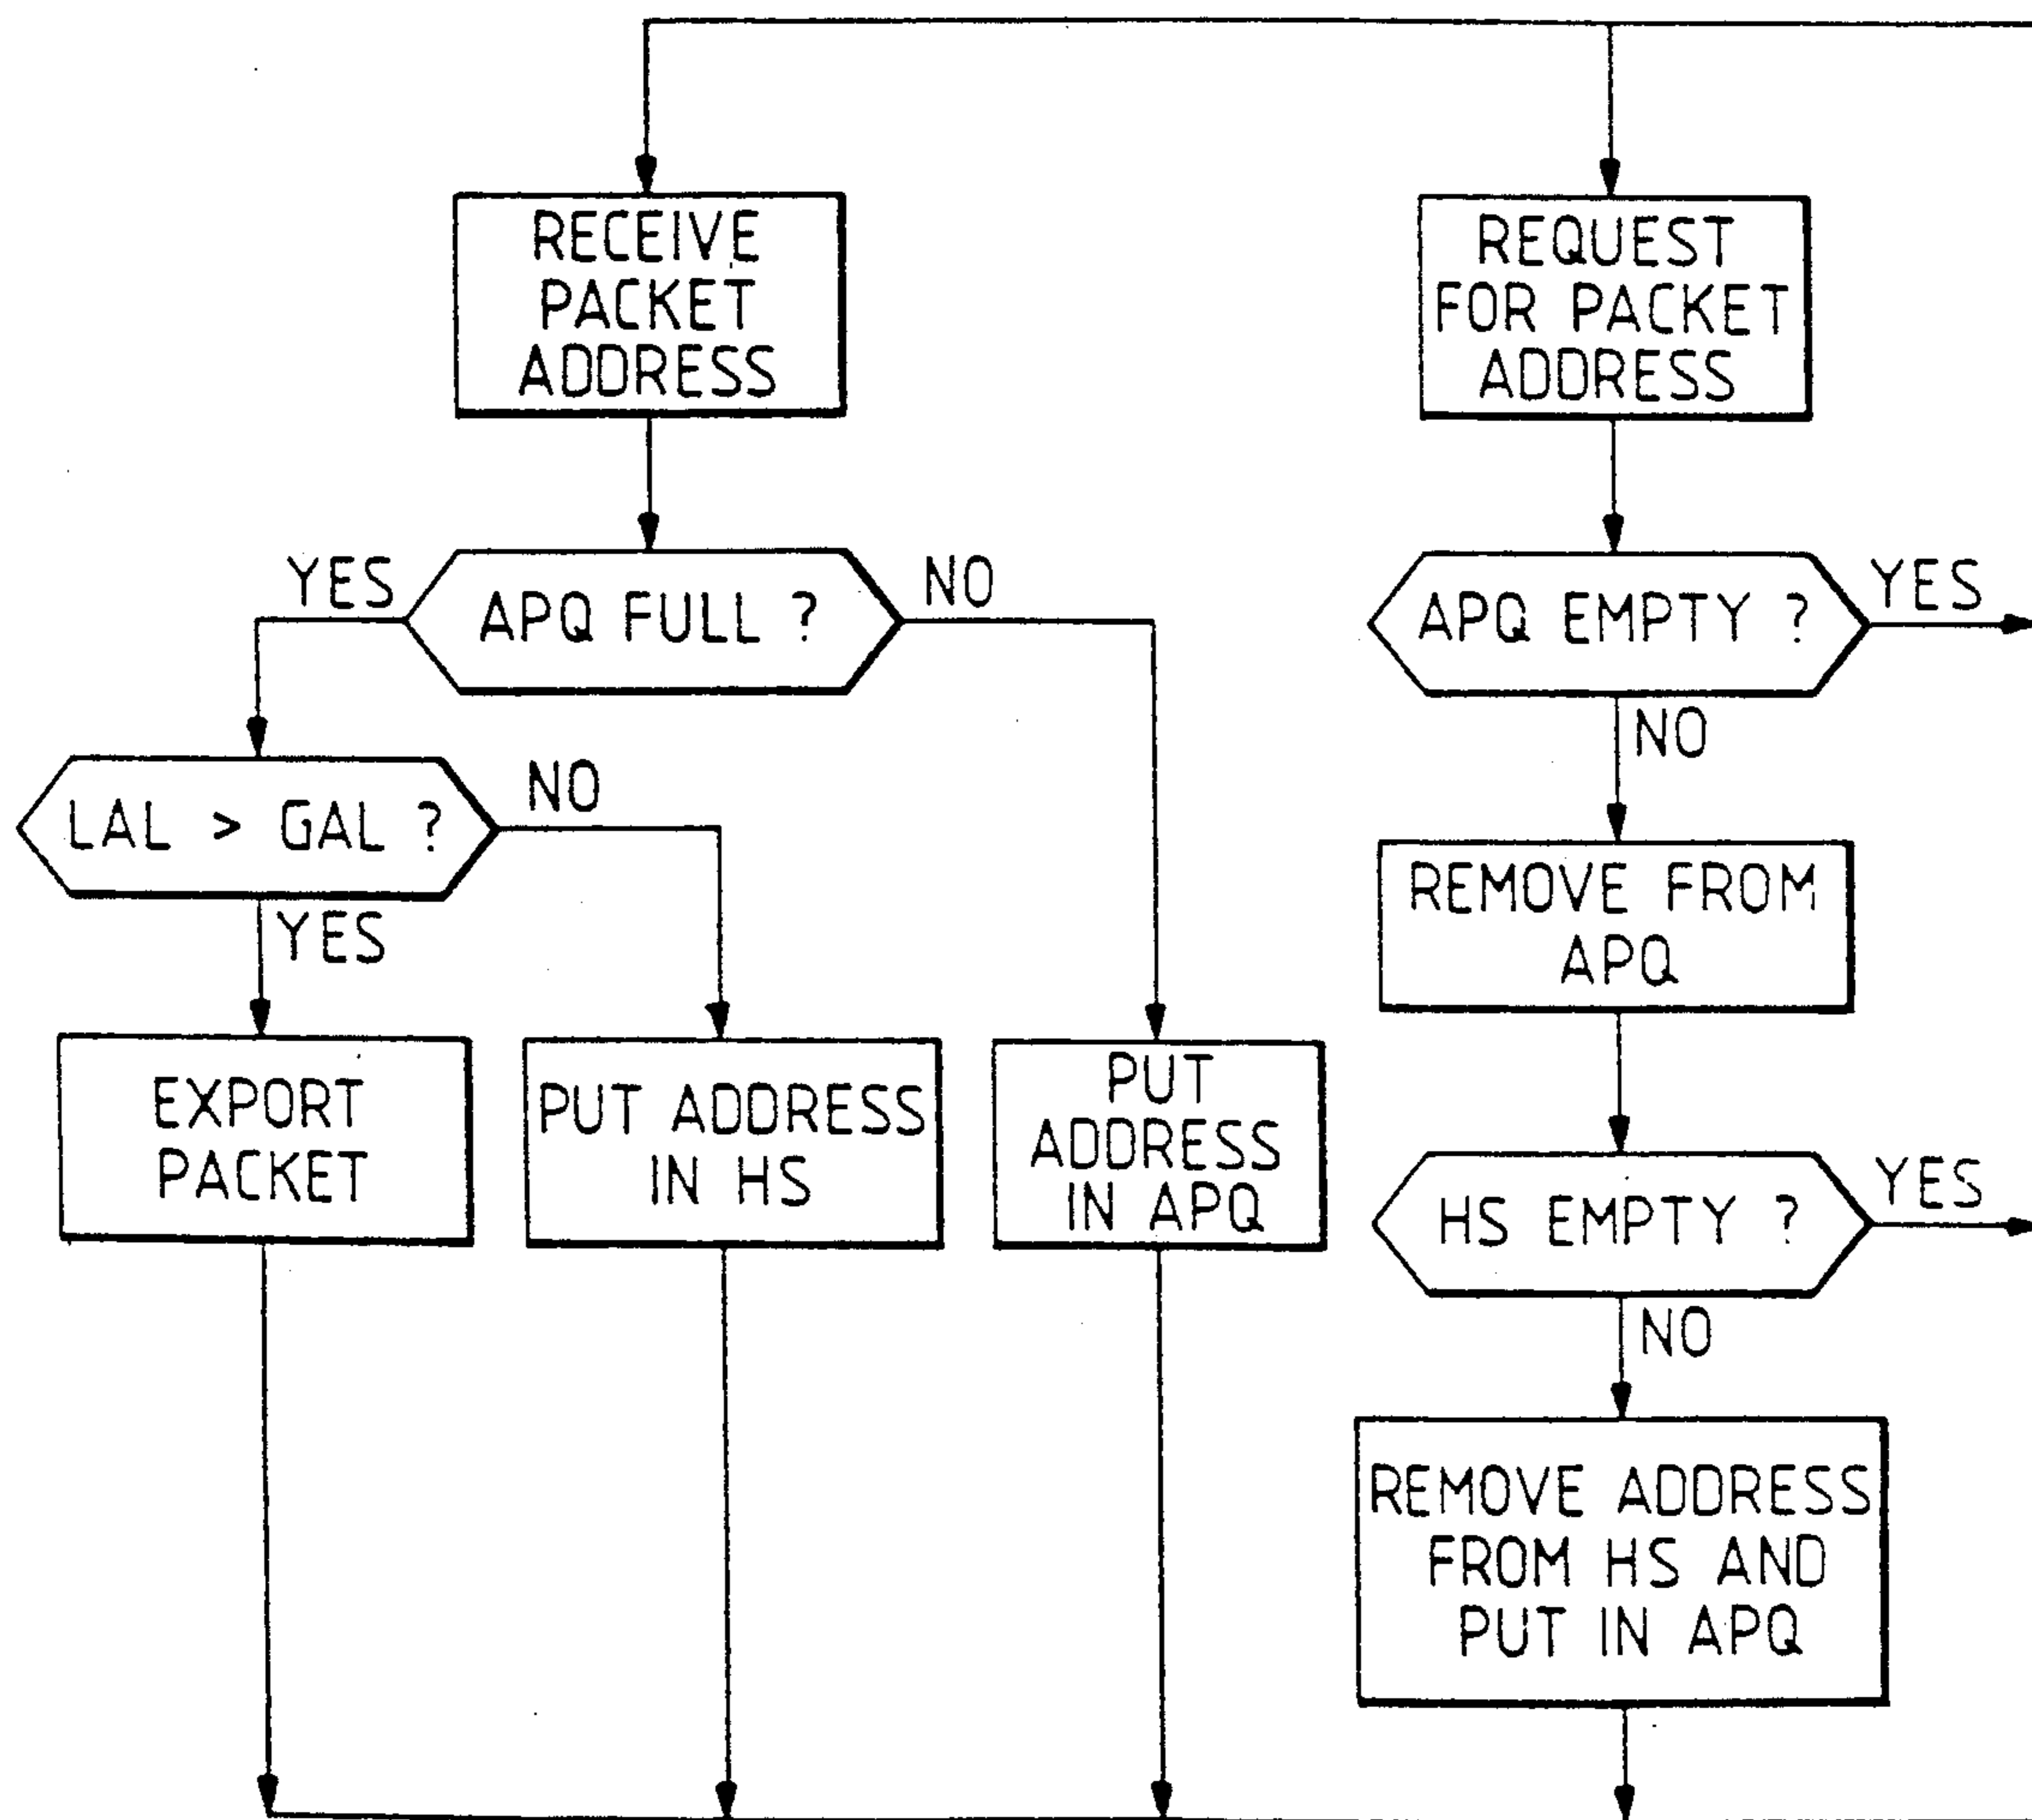 RECEIVE
PACKET
ADDRESS
REQUEST
FOR PACKET
ADDRESS
YES
APQ FULL ?
NO
APQ EMPTY ?
YES
NO
LAL > GAL ?
NO
YES
REMOVE FROM
APQ
EXPORT
PACKET
PUT ADDRESS
IN HS
PUT
ADDRESS
IN APQ
HS EMPTY ?
YES
NO
REMOVE ADDRESS
FROM HS AND
PUT IN APQ